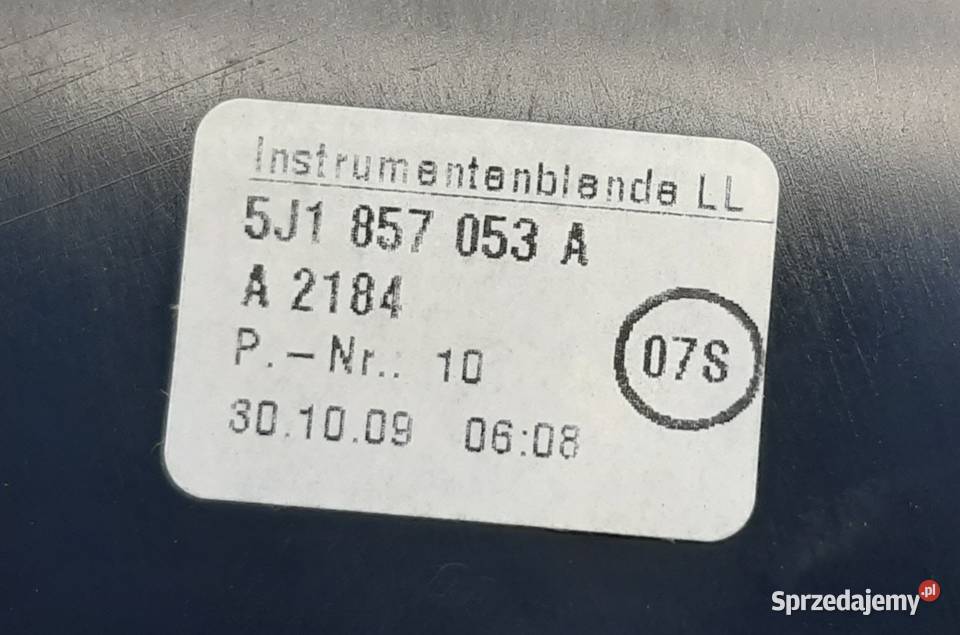 Instrumentenblende LL
5J1 857 053 A
A 2184
P.-Nr.: 10
07S
30.10.09 06:08
Sprzedajemy.pl